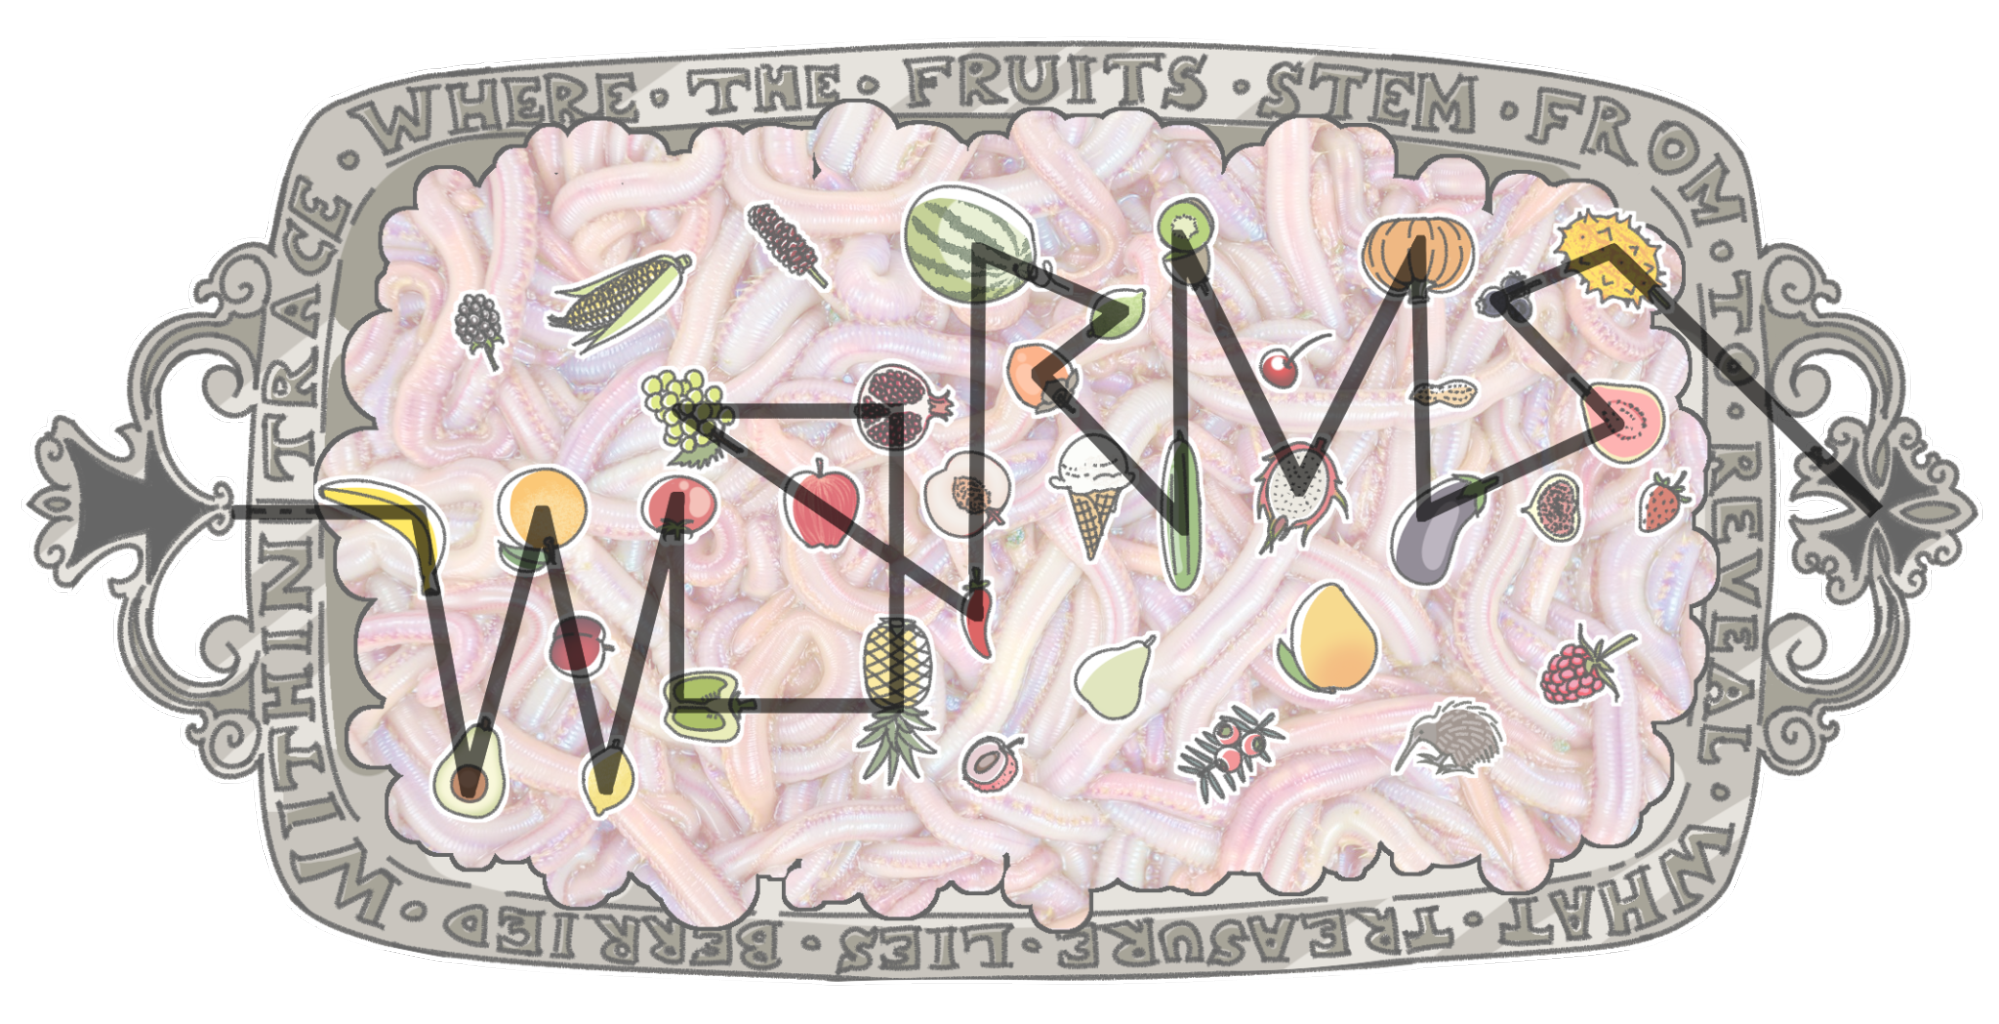 TRACE · WHERE · THE · FRUITS · STEM · FROM · TO · REVEAL · WHAT · TREASURE · LIES · BERRIED · WITHIN
WORMS